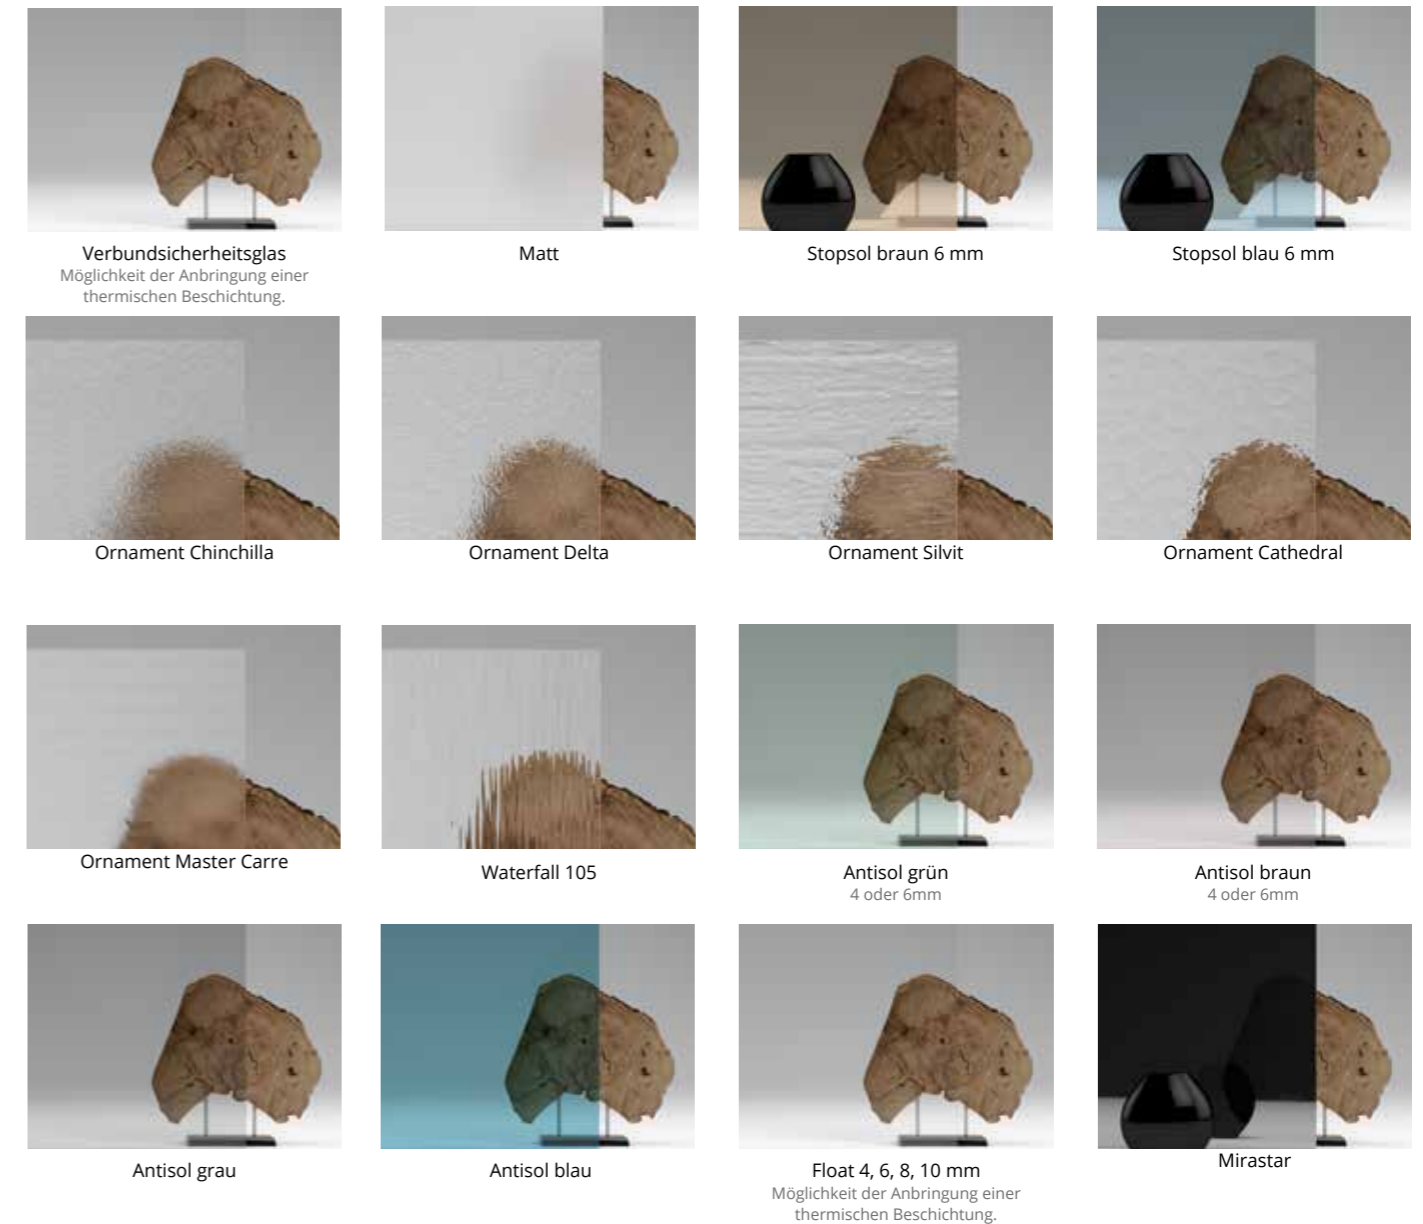 Verbundsicherheitsglas
Möglichkeit der Anbringung einer
thermischen Beschichtung.
Matt
Stopsol braun 6 mm
Stopsol blau 6 mm
Ornament Chinchilla
Ornament Delta
Ornament Silvit
Ornament Cathedral
Ornament Master Carre
Waterfall 105
Antisol grün
4 oder 6mm
Antisol braun
4 oder 6mm
Antisol grau
Antisol blau
Float 4, 6, 8, 10 mm
Möglichkeit der Anbringung einer
thermischen Beschichtung.
Mirastar